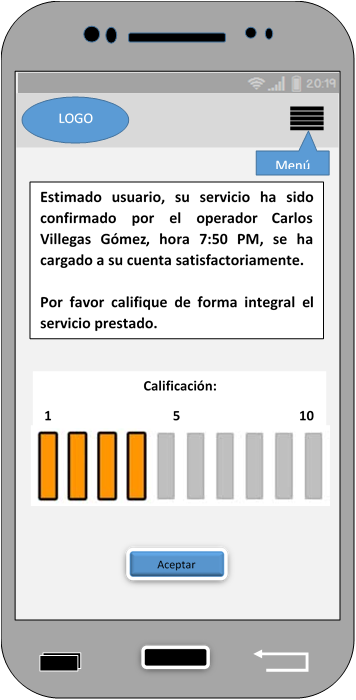 20:19
LOGO
Menú
Estimado usuario, su servicio ha sido
confirmado por el operador Carlos
Villegas Gómez, hora 7:50 PM, se ha
cargado a su cuenta satisfactoriamente.
Por favor califique de forma integral el
servicio prestado.
Calificación:
1 5 10
Aceptar